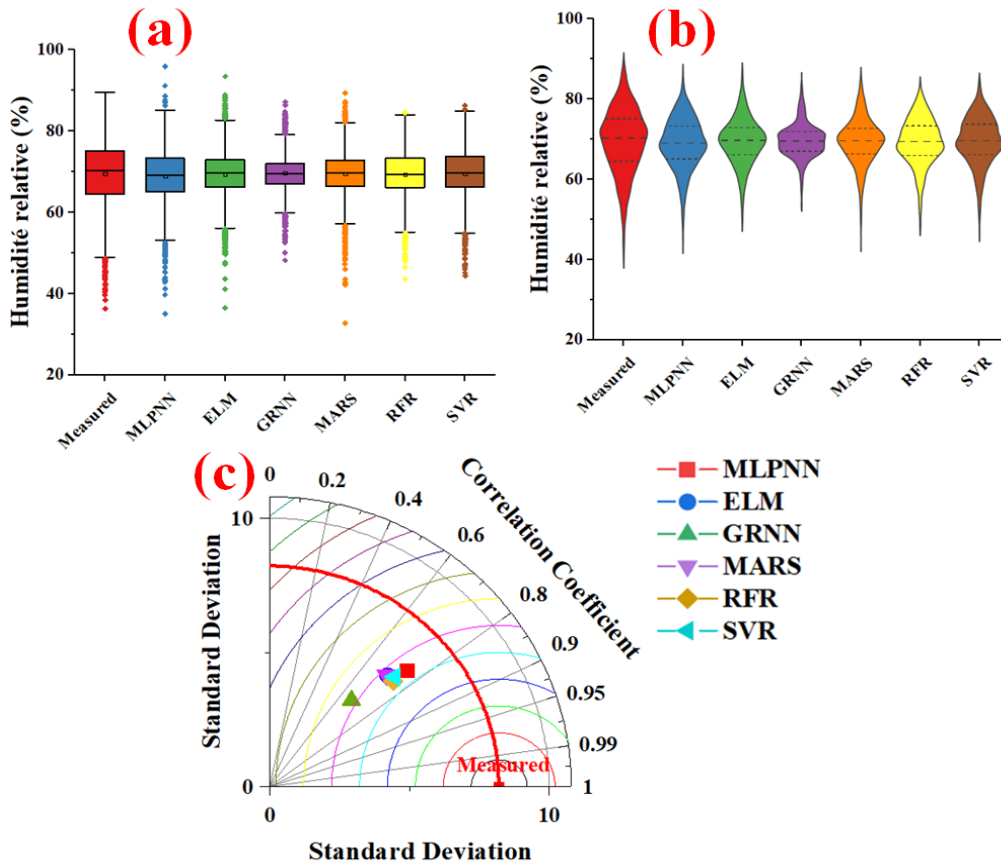 (a)
Humidité relative (%)
100
80
60
40
20
Measured
MLPNN
ELM
GRNN
MARS
RFR
SVR
(b)
Humidité relative (%)
100
80
60
40
20
Measured
MLPNN
ELM
GRNN
MARS
RFR
SVR
(c)
Standard Deviation
10
0
0
0.2
0.4
0.6
0.8
0.9
0.95
0.99
1
Correlation Coefficient
Measured
0
10
Standard Deviation
MLPNN
ELM
GRNN
MARS
RFR
SVR